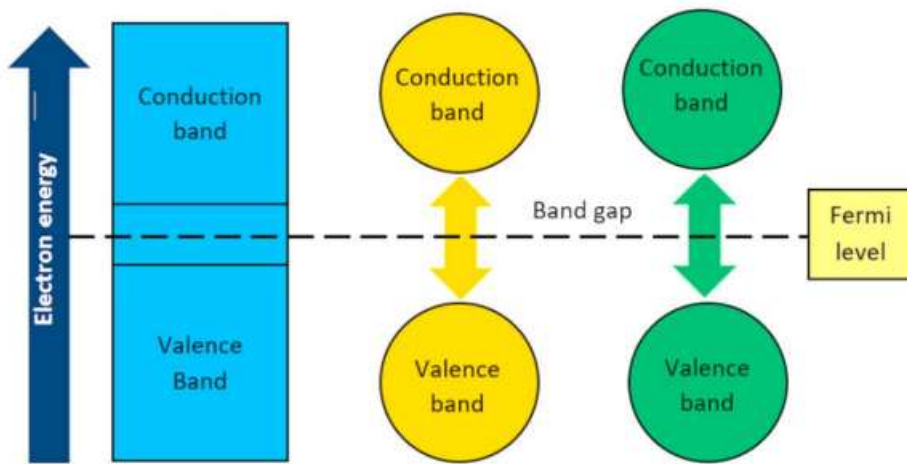 Electron energy
Conduction
band
Valence
Band
Conduction
band
Valence
band
Conduction
band
Valence
band
Band gap
Fermi
level